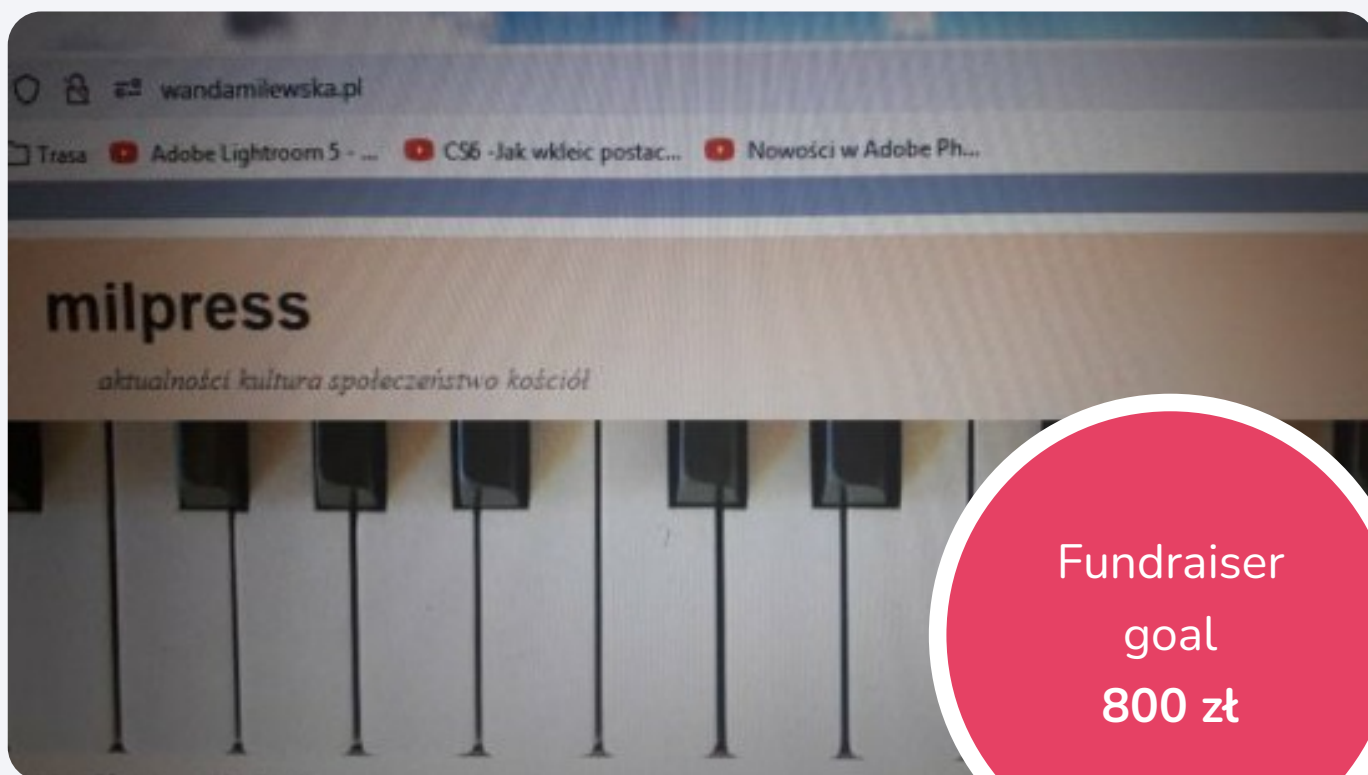 wandamilewska.pl
Trasa Adobe Lightroom 5 - ... CS6 -Jak wkleic postac... Nowości w Adobe Ph...
milpress
aktualności kultura społeczeństwo kościół
Fundraiser
goal
800 zł